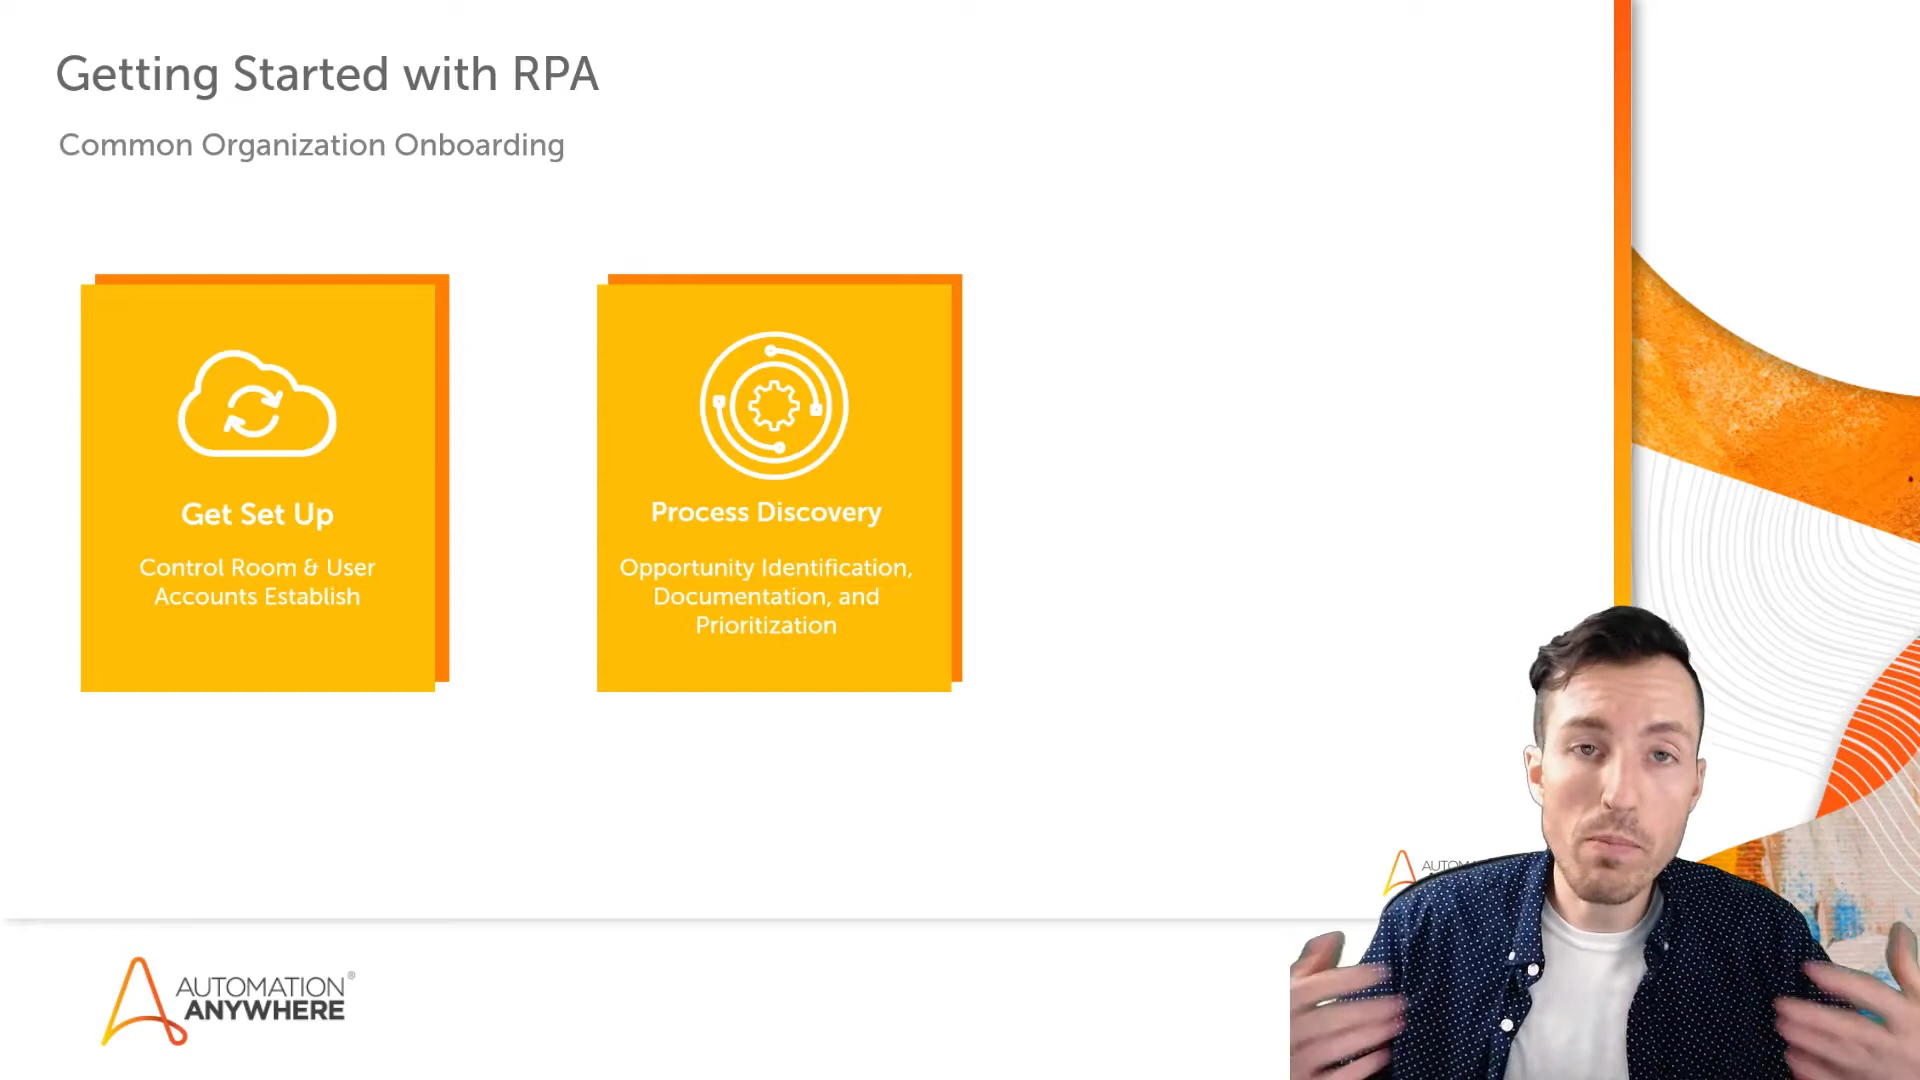 Getting Started with RPA
Common Organization Onboarding
Get Set Up
Control Room & User
Accounts Establish
Process Discovery
Opportunity Identification,
Documentation, and
Prioritization
AUTOMATION®
ANYWHERE